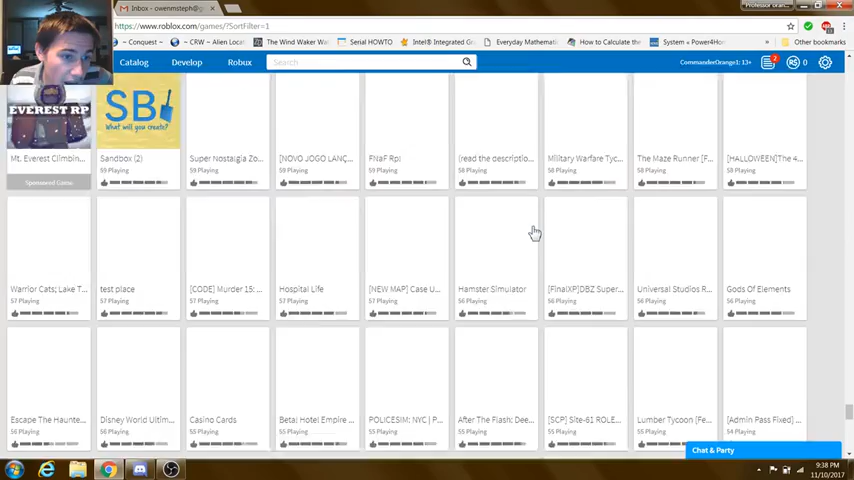 Inbox - owenmsteph@g
https://www.roblox.com/games/?SortFilter=1
- Conquest -
CRW – Alien Locat
The Wind Waker Wa
Serial HOWTO
Intel® Integrated Gr
Everyday Mathematic
How to Calculate the
System « Power4Hom
»
Other bookmarks
Catalog
Develop
Robux
Search
CommanderOrange1: 13+
2
0
EVEREST RP
SBi
What will you create?
Mt. Everest Climbin...
Sandbox (2)
Super Nostalgia Zo...
[NOVO JOGO LANÇ...
FNaF Rp!
(read the descriptio...
Military Warfare Tyc...
The Maze Runner [F...
[HALLOWEEN]The 4...
Sponsored Game
59 Playing
59 Playing
59 Playing
59 Playing
58 Playing
58 Playing
58 Playing
58 Playing
Warrior Cats; Lake T...
test place
[CODE] Murder 15: ...
Hospital Life
[NEW MAP] Case U...
Hamster Simulator
[FinalXP]DBZ Super...
Universal Studios R...
Gods Of Elements
57 Playing
57 Playing
57 Playing
57 Playing
57 Playing
56 Playing
56 Playing
56 Playing
56 Playing
Escape The Haunte...
Disney World Ultim...
Casino Cards
Beta! Hotel Empire ...
POLICESIM: NYC | P...
After The Flash: Dee...
[SCP] Site-61 ROLE...
Lumber Tycoon [Fe...
[Admin Pass Fixed] ...
56 Playing
56 Playing
55 Playing
55 Playing
55 Playing
55 Playing
55 Playing
55 Playing
54 Playing
Chat & Party
9:38 PM
11/10/2017